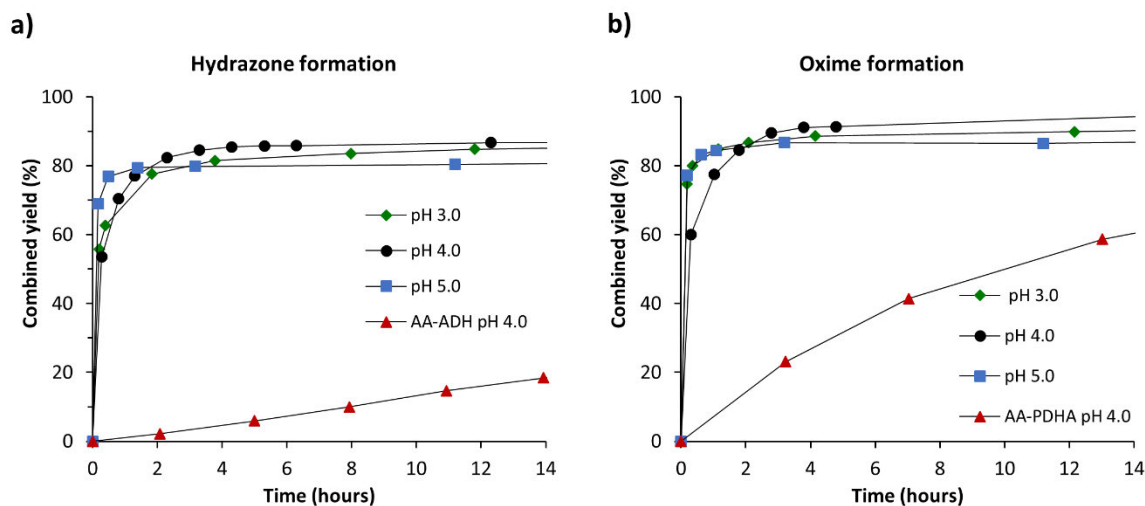 a)
Hydrazone formation
Combined yield (%)
100
80
60
40
20
0
pH 3.0
pH 4.0
pH 5.0
AA-ADH pH 4.0
0 2 4 6 8 10 12 14
Time (hours)
b)
Oxime formation
Combined yield (%)
100
80
60
40
20
0
pH 3.0
pH 4.0
pH 5.0
AA-PDHA pH 4.0
0 2 4 6 8 10 12 14
Time (hours)